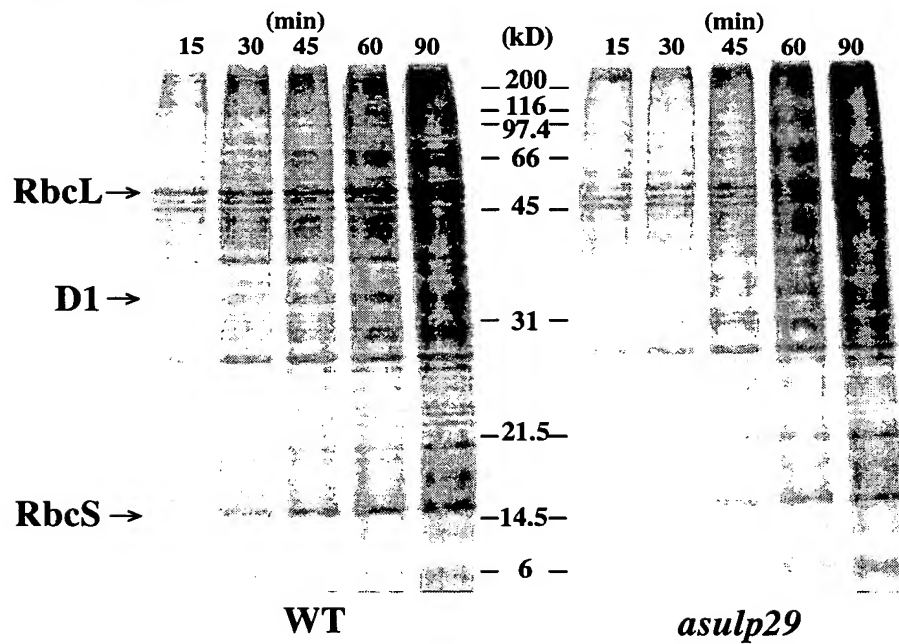 (min) (kD) (min)
15 30 45 60 90 15 30 45 60 90
200
116
97.4
66
RbcL →
45
D1 →
31
21.5
RbcS →
14.5
6
WT asulp29